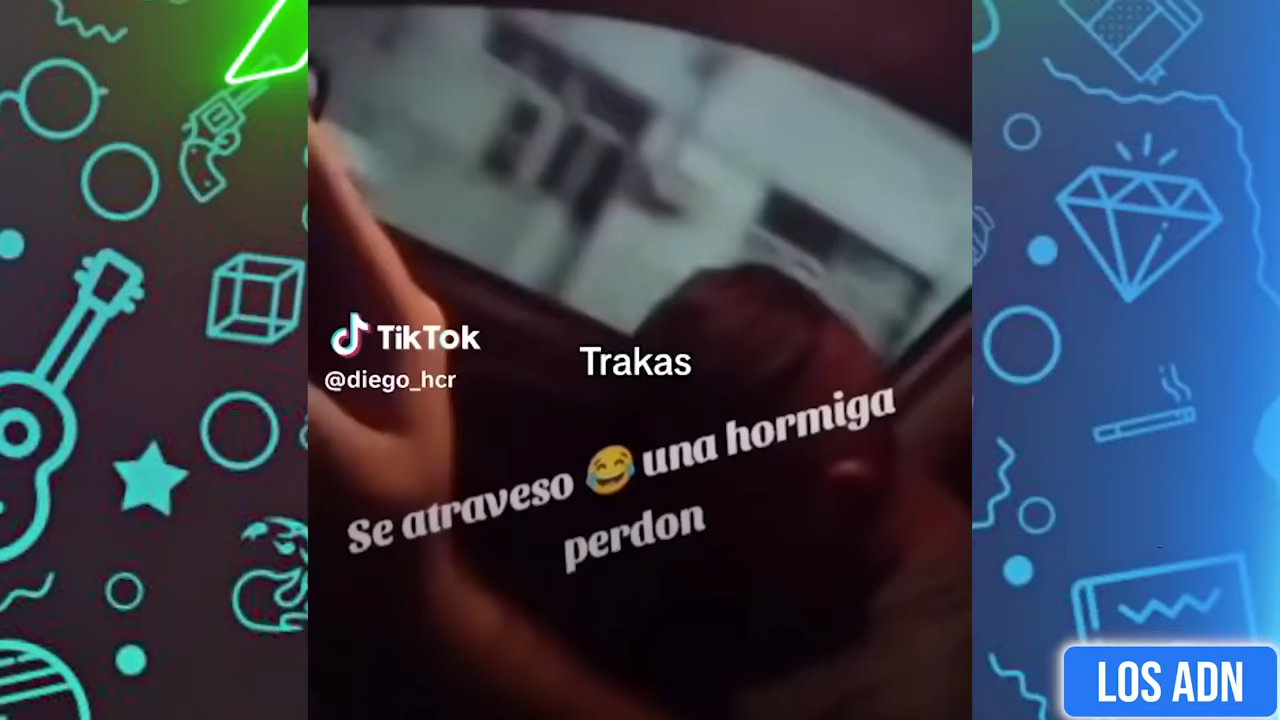 TikTok
@diego_hcr
Trakas
Se atraveso 😂 una hormiga
perdon
LOS ADN